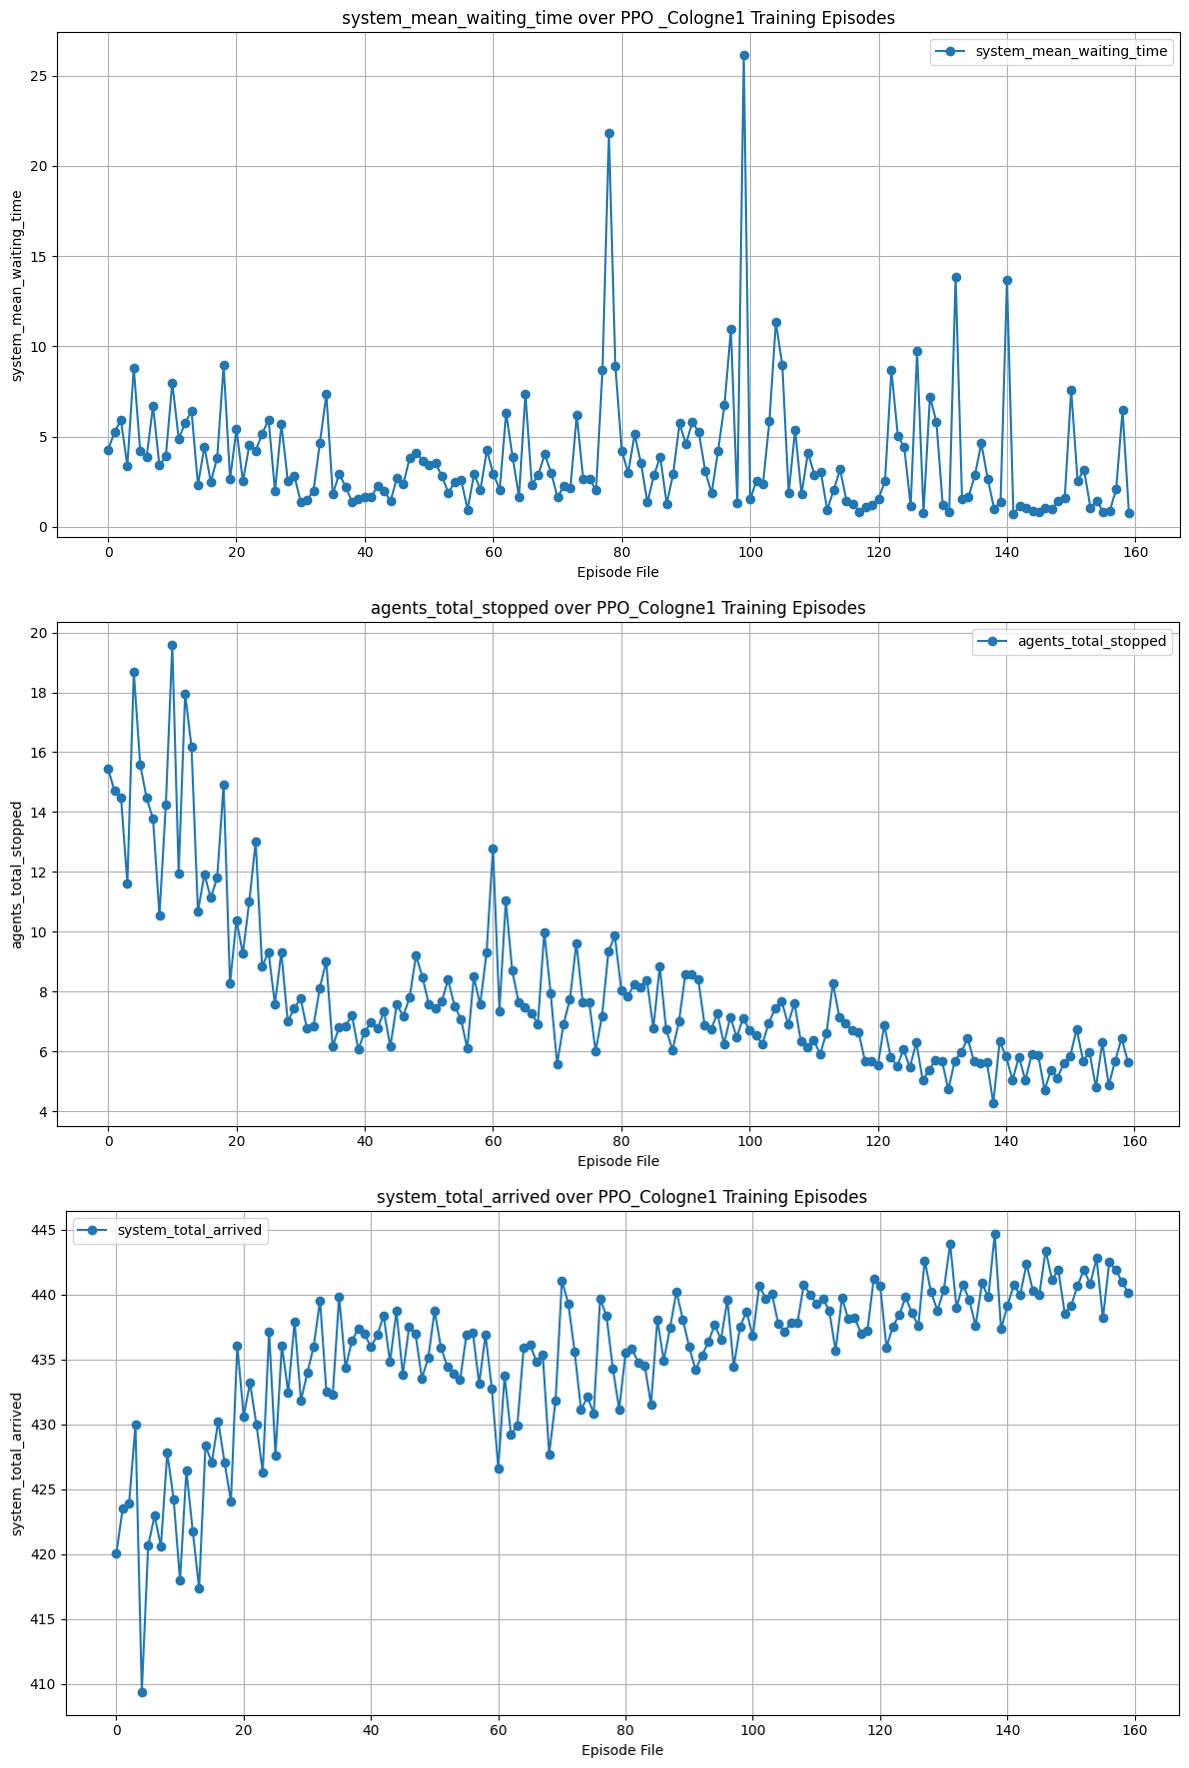 system_mean_waiting_time over PPO _Cologne1 Training Episodes
system_mean_waiting_time
25
20
15
10
5
0
system_mean_waiting_time
0 20 40 60 80 100 120 140 160
Episode File
agents_total_stopped over PPO_Cologne1 Training Episodes
agents_total_stopped
20
18
16
14
12
10
8
6
4
agents_total_stopped
0 20 40 60 80 100 120 140 160
Episode File
system_total_arrived over PPO_Cologne1 Training Episodes
system_total_arrived
445
440
435
430
425
420
415
410
system_total_arrived
0 20 40 60 80 100 120 140 160
Episode File